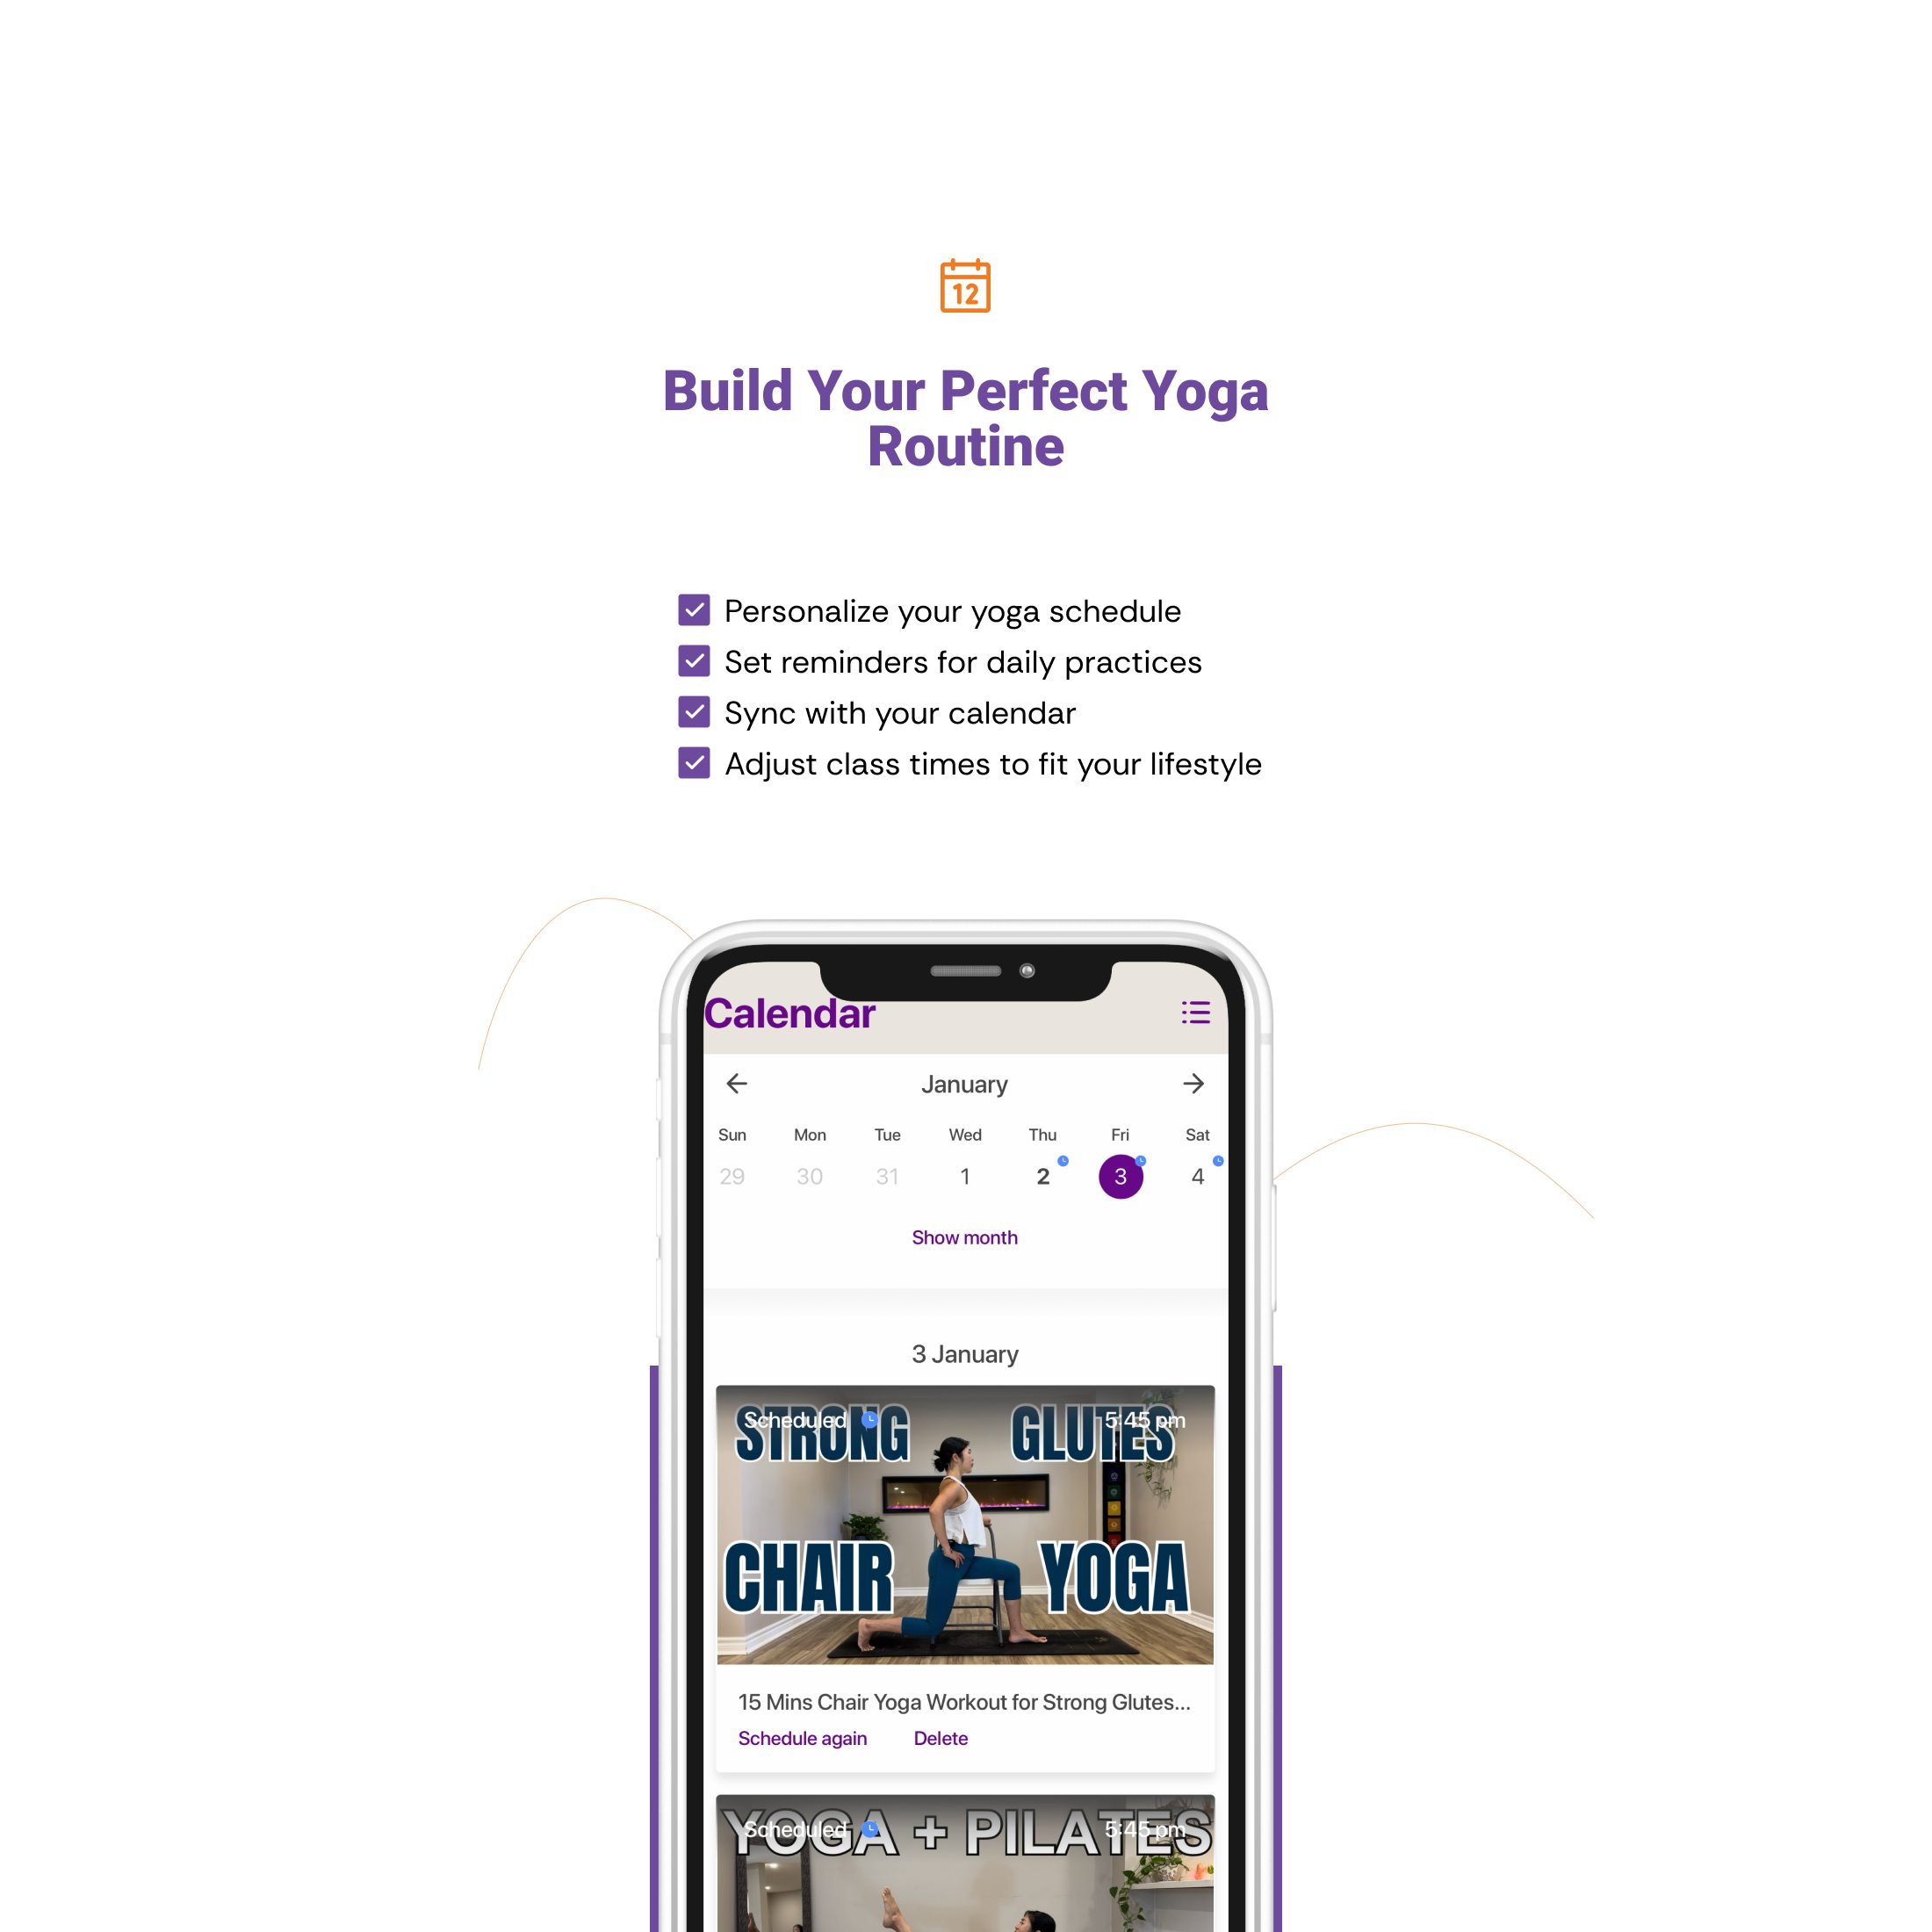 12
Build Your Perfect Yoga
Routine
Personalize your yoga schedule
Set reminders for daily practices
Sync with your calendar
Adjust class times to fit your lifestyle
Calendar
January
Sun Mon Tue Wed Thu Fri Sat
29 30 31 1 2 3 4
Show month
3 January
Scheduled 5:45 pm
STRONG GLUTES
CHAIR YOGA
15 Mins Chair Yoga Workout for Strong Glutes...
Schedule again Delete
YOGA + PILATES
Scheduled 5:45 pm